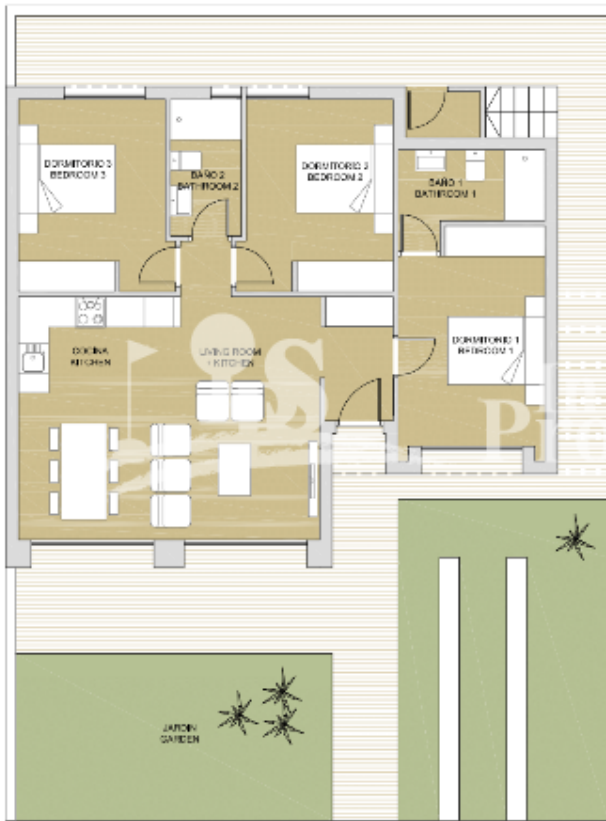 DORMITORIO 3
BEDROOM 3
BAÑO 2
BATHROOM 2
DORMITORIO 2
BEDROOM 2
BAÑO 1
BATHROOM 1
COCINA
KITCHEN
LIVING ROOM
+ KITCHEN
DORMITORIO 1
BEDROOM 1
JARDIN
GARDEN